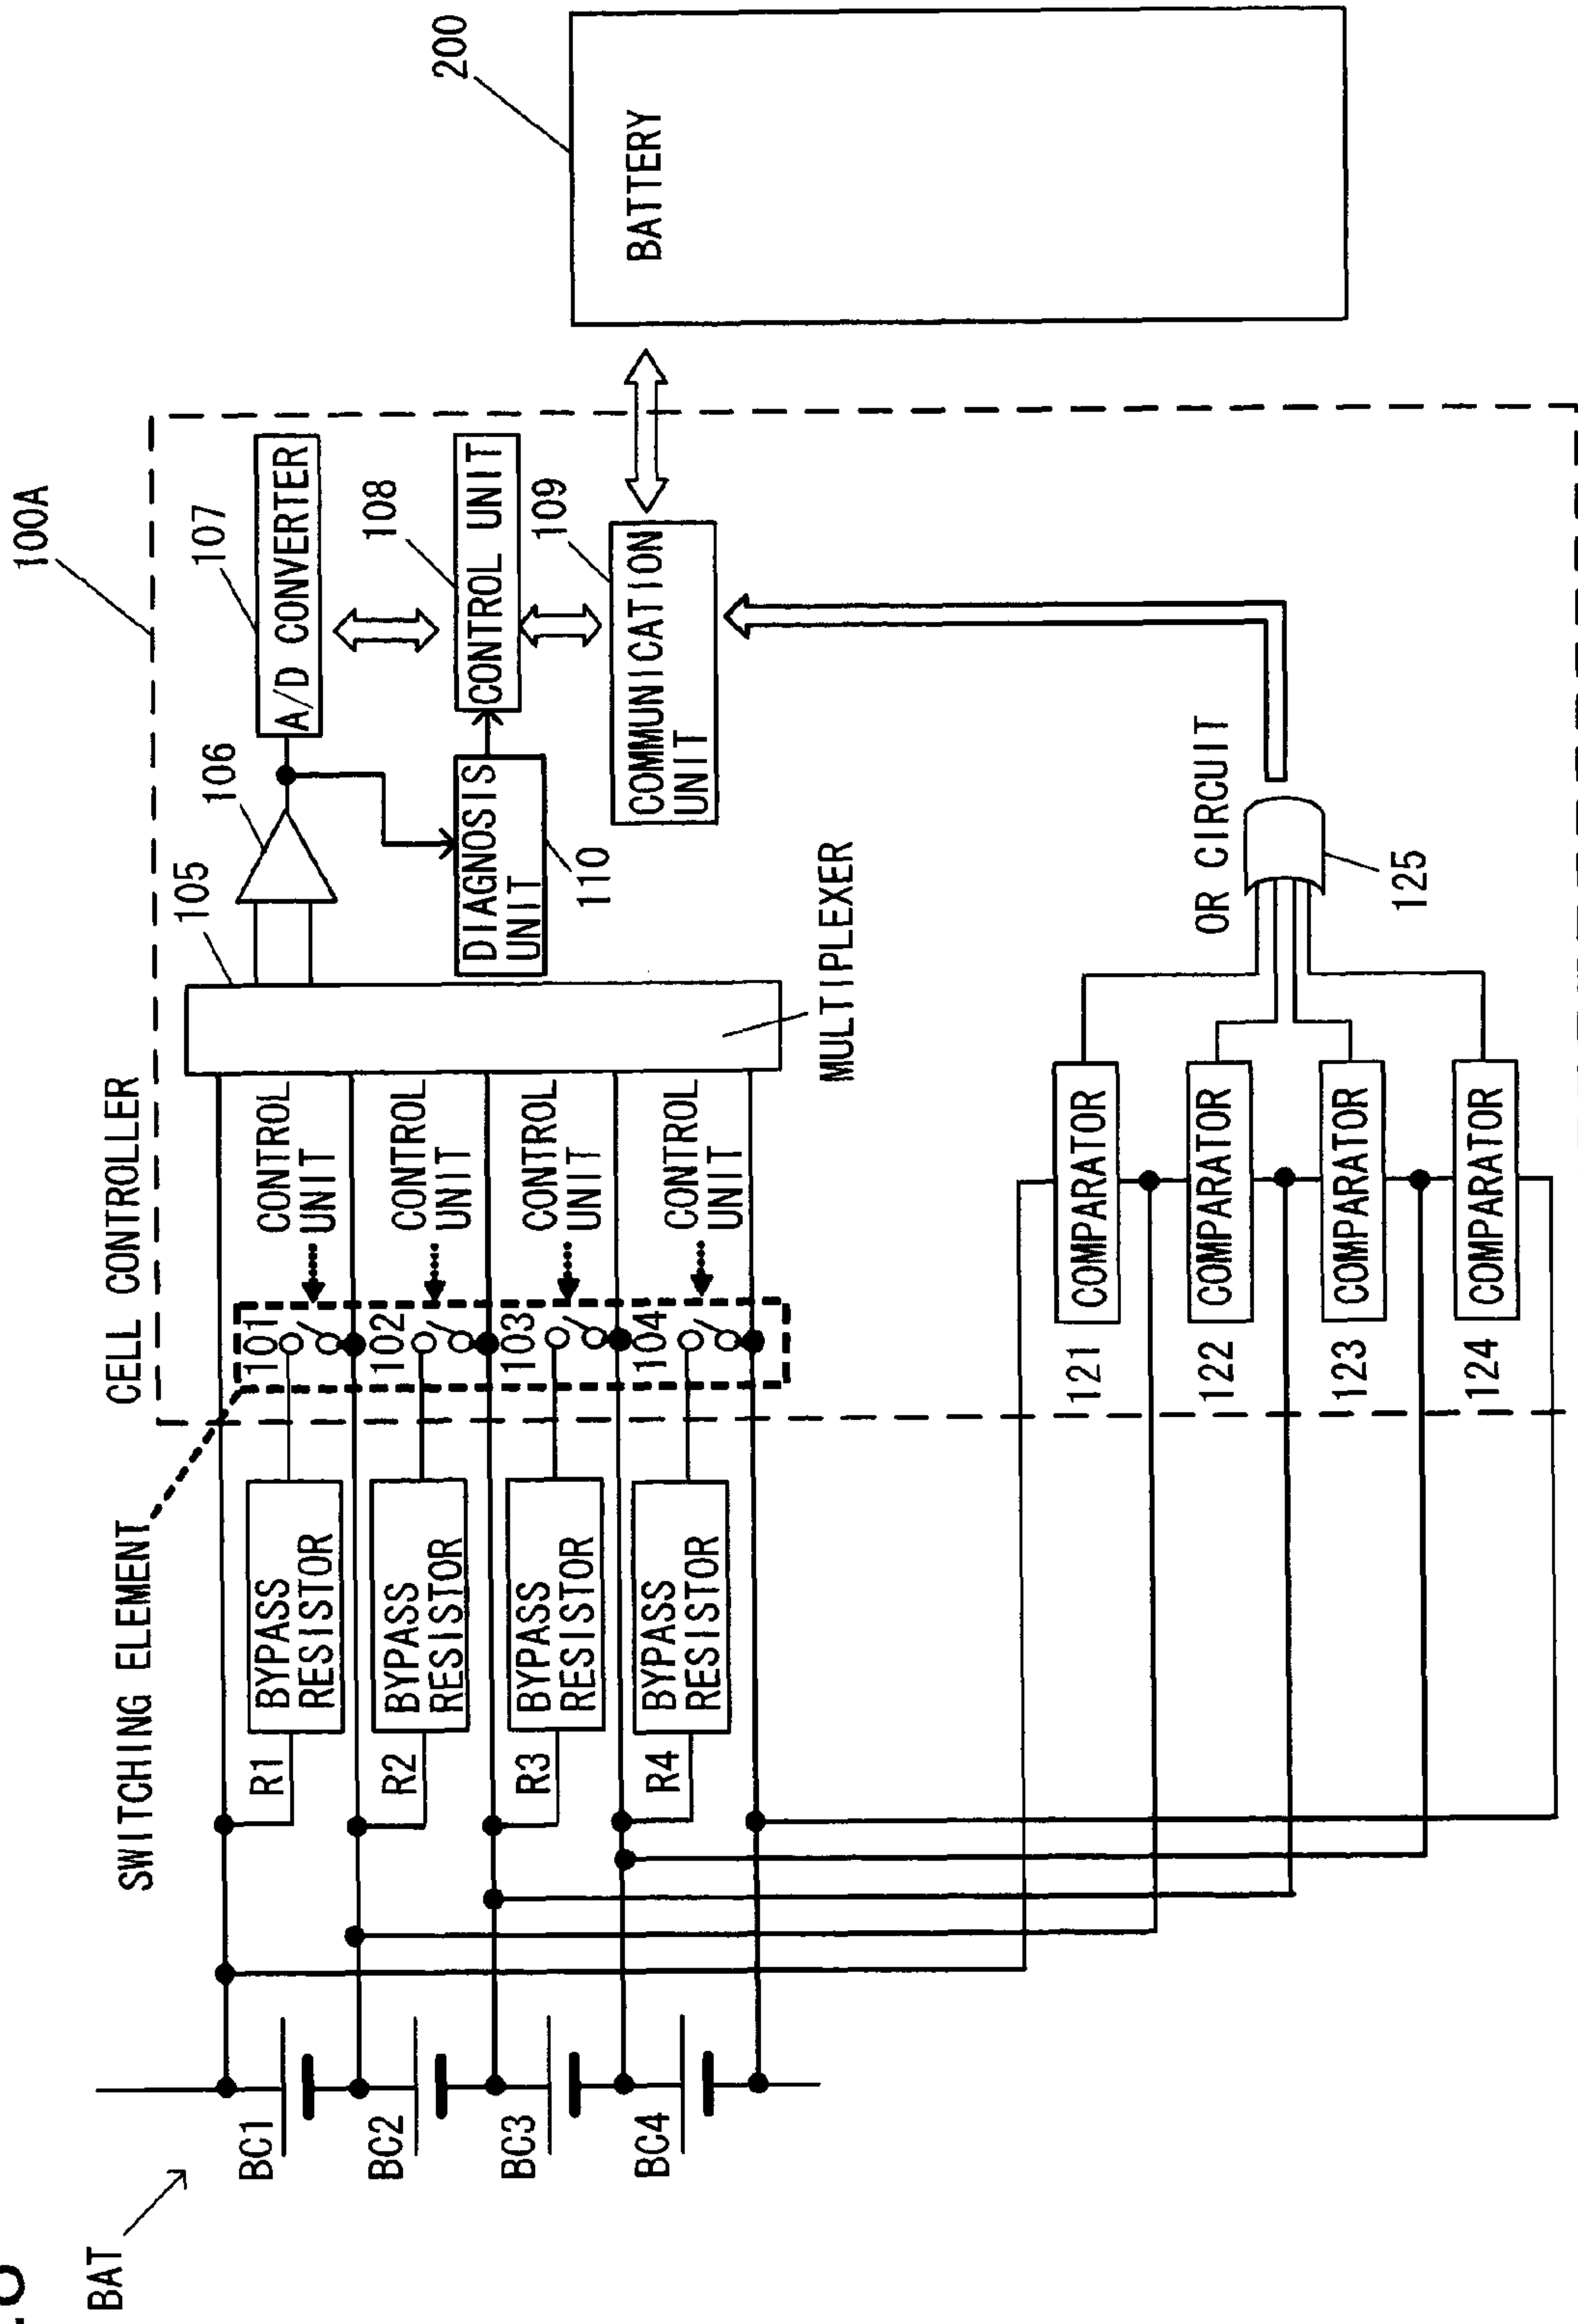 BAT
BC1
BC2
BC3
BC4
SWITCHING ELEMENT
R1
BYPASS
RESISTOR
R2
BYPASS
RESISTOR
R3
BYPASS
RESISTOR
R4
BYPASS
RESISTOR
CELL CONTROLLER
100A
101
102
103
104
CONTROL
UNIT
CONTROL
UNIT
CONTROL
UNIT
CONTROL
UNIT
105
MULTIPLEXER
106
107
A/D CONVERTER
108
CONTROL UNIT
DIAGNOSIS
UNIT
110
109
COMMUNICATION
UNIT
200
BATTERY
121
COMPARATOR
122
COMPARATOR
123
COMPARATOR
124
COMPARATOR
OR CIRCUIT
125